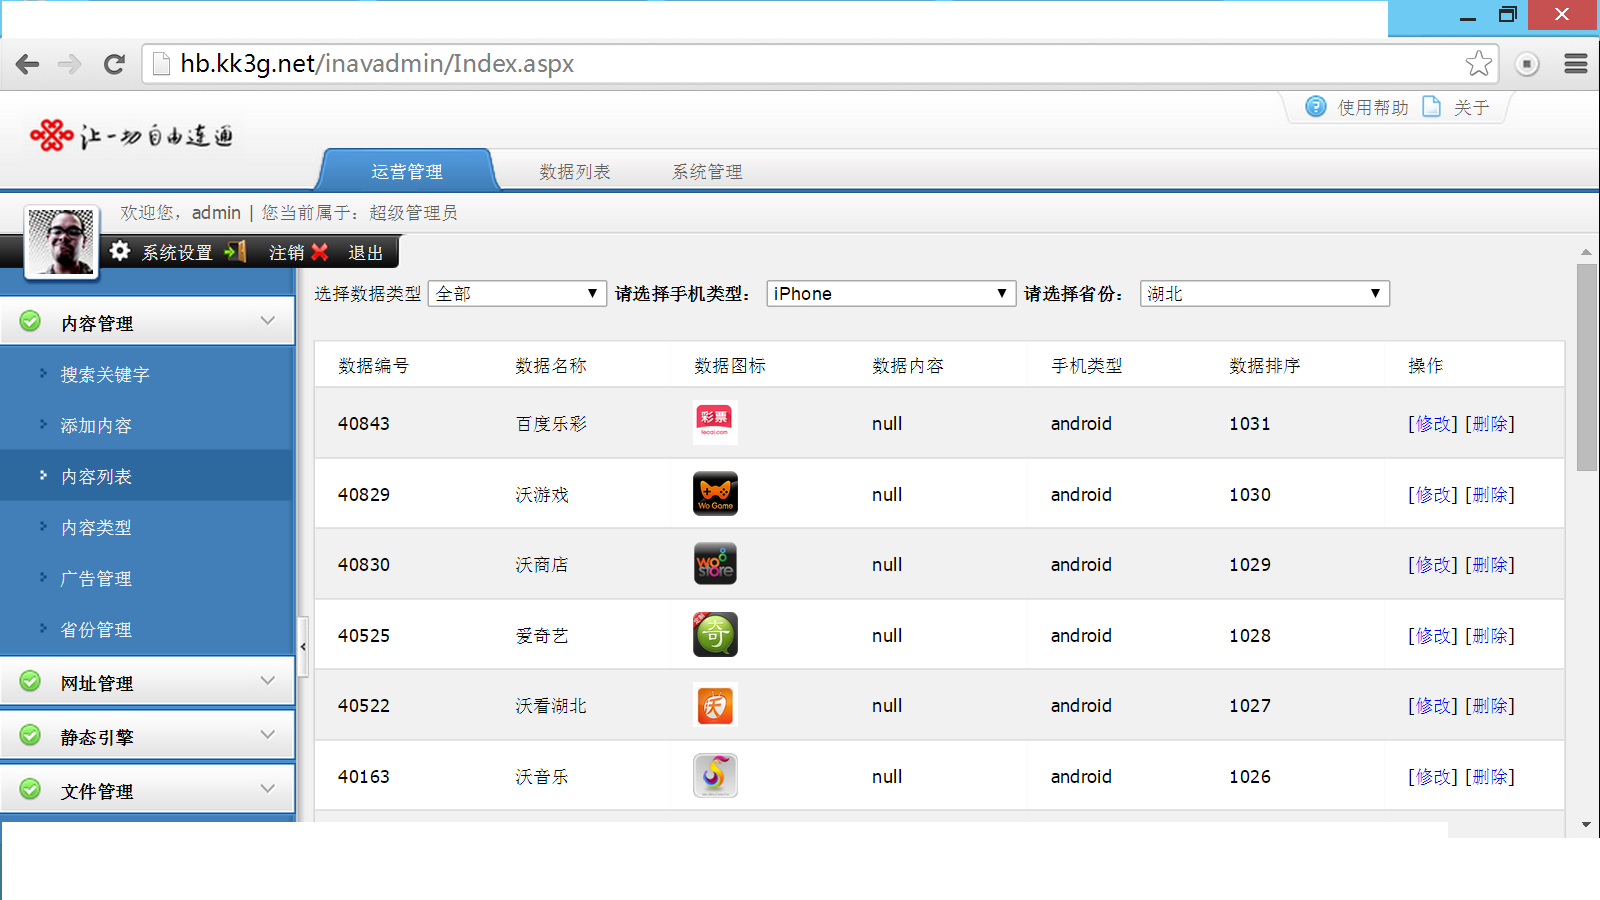 hb.kk3g.net/inavadmin/Index.aspx
使用帮助 关于
让一切自由连通
运营管理 数据列表 系统管理
欢迎您，admin | 您当前属于：超级管理员
系统设置 注销 退出
选择数据类型 全部 请选择手机类型： iPhone 请选择省份： 湖北
内容管理
搜索关键字
添加内容
内容列表
内容类型
广告管理
省份管理
网址管理
静态引擎
文件管理
数据编号 数据名称 数据图标 数据内容 手机类型 数据排序 操作
40843 百度乐彩 彩票 lecai.com null android 1031 [修改] [删除]
40829 沃游戏 Wo Game null android 1030 [修改] [删除]
40830 沃商店 wo store null android 1029 [修改] [删除]
40525 爱奇艺 奇 null android 1028 [修改] [删除]
40522 沃看湖北 null android 1027 [修改] [删除]
40163 沃音乐 null android 1026 [修改] [删除]